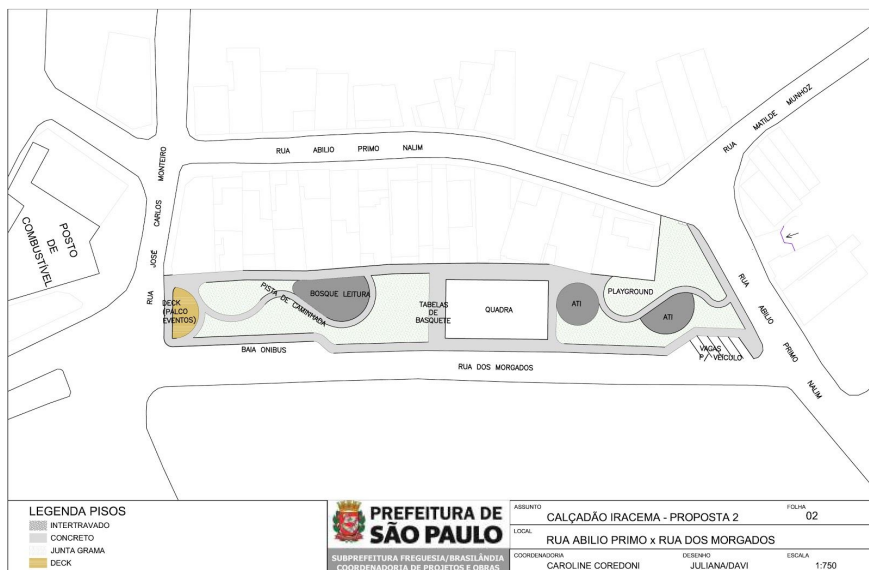 RUA MATILDE MUNHOZ
RUA ABILIO PRIMO NALIM
RUA JOSÉ CARLOS MONTEIRO
POSTO
DE
COMBUSTÍVEL
DECK
(PALCO
EVENTOS)
PISTA DE CAMINHADA
BOSQUE LEITURA
TABELAS
DE
BASQUETE
QUADRA
ATI
PLAYGROUND
ATI
RUA ABILIO PRIMO NALIM
BAIA ONIBUS
VAGAS
P/ VEÍCULO
RUA DOS MORGADOS
LEGENDA PISOS
INTERTRAVADO
CONCRETO
JUNTA GRAMA
DECK
PREFEITURA DE
SÃO PAULO
SUBPREFEITURA FREGUESIA/BRASILÂNDIA
COORDENADORIA DE PROJETOS E OBRAS
ASSUNTO
CALÇADÃO IRACEMA - PROPOSTA 2
FOLHA
02
LOCAL
RUA ABILIO PRIMO x RUA DOS MORGADOS
COORDENADORIA
CAROLINE COREDONI
DESENHO
JULIANA/DAVI
ESCALA
1:750